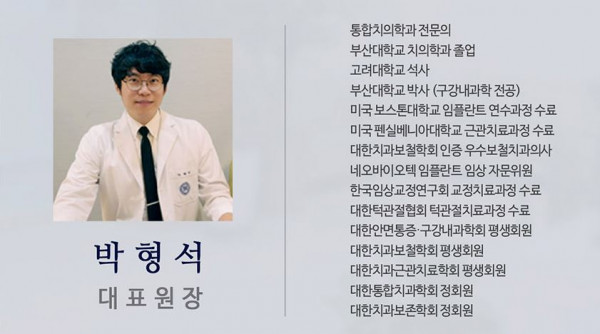 박형석
대표원장
통합치의학과 전문의
부산대학교 치의학과 졸업
고려대학교 석사
부산대학교 박사 (구강내과학 전공)
미국 보스톤대학교 임플란트 연수과정 수료
미국 펜실베니아대학교 근관치료과정 수료
대한치과보철학회 인증 우수보철치과의사
네오바이오텍 임플란트 임상 자문위원
한국임상교정연구회 교정치료과정 수료
대한턱관절협회 턱관절치료과정 수료
대한안면통증·구강내과학회 평생회원
대한치과보철학회 평생회원
대한치과근관치료학회 평생회원
대한통합치과학회 정회원
대한치과보존학회 정회원